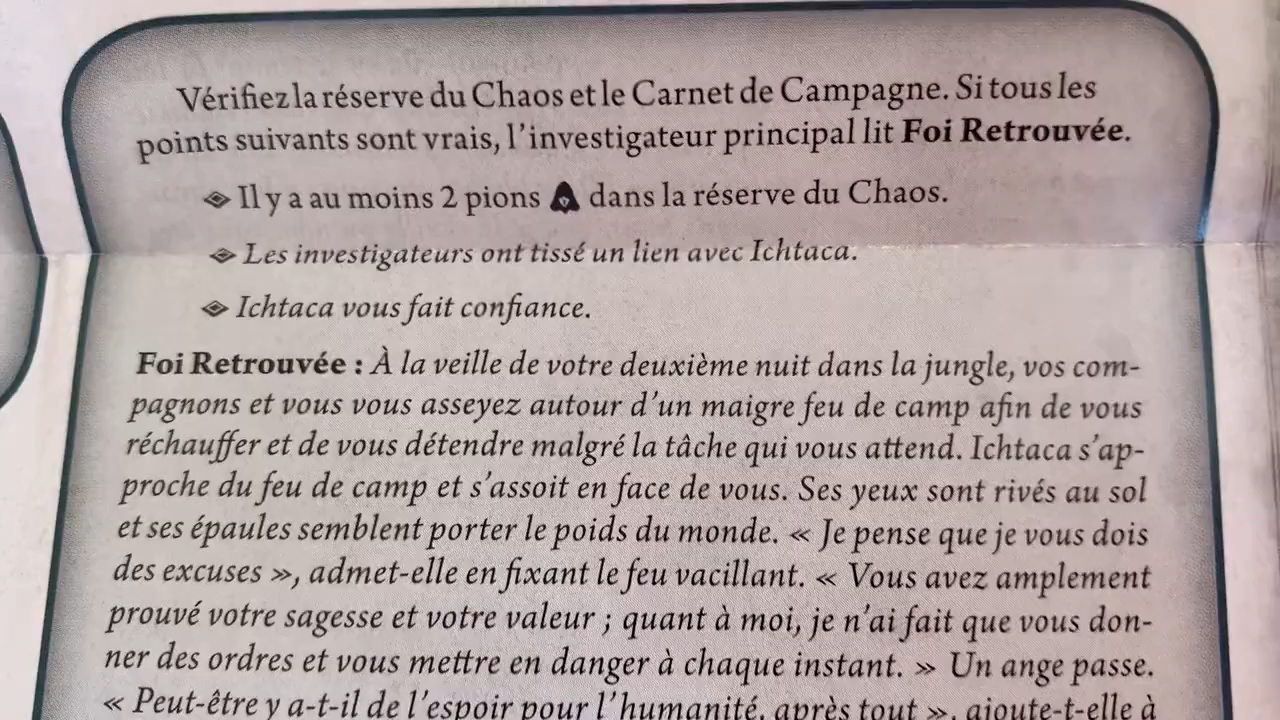 Vérifiez la réserve du Chaos et le Carnet de Campagne. Si tous les
points suivants sont vrais, l'investigateur principal lit Foi Retrouvée.
Il y a au moins 2 pions dans la réserve du Chaos.
Les investigateurs ont tissé un lien avec Ichtaca.
Ichtaca vous fait confiance.
Foi Retrouvée : À la veille de votre deuxième nuit dans la jungle, vos com-
pagnons et vous vous asseyez autour d'un maigre feu de camp afin de vous
réchauffer et de vous détendre malgré la tâche qui vous attend. Ichtaca s'ap-
proche du feu de camp et s'assoit en face de vous. Ses yeux sont rivés au sol
et ses épaules semblent porter le poids du monde. « Je pense que je vous dois
des excuses », admet-elle en fixant le feu vacillant. « Vous avez amplement
prouvé votre sagesse et votre valeur ; quant à moi, je n'ai fait que vous don-
ner des ordres et vous mettre en danger à chaque instant. » Un ange passe.
« Peut-être y a-t-il de l'espoir pour l'humanité, après tout », ajoute-t-elle à